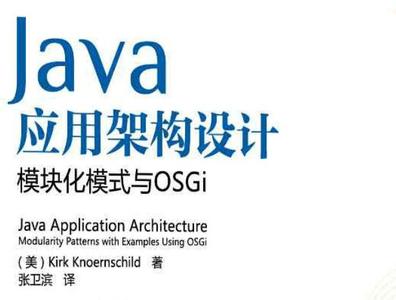 Java
应用架构设计
模块化模式与OSGi
Java Application Architecture
Modularity Patterns with Examples Using OSGi
(美) Kirk Knoernschild 著
张卫滨 译